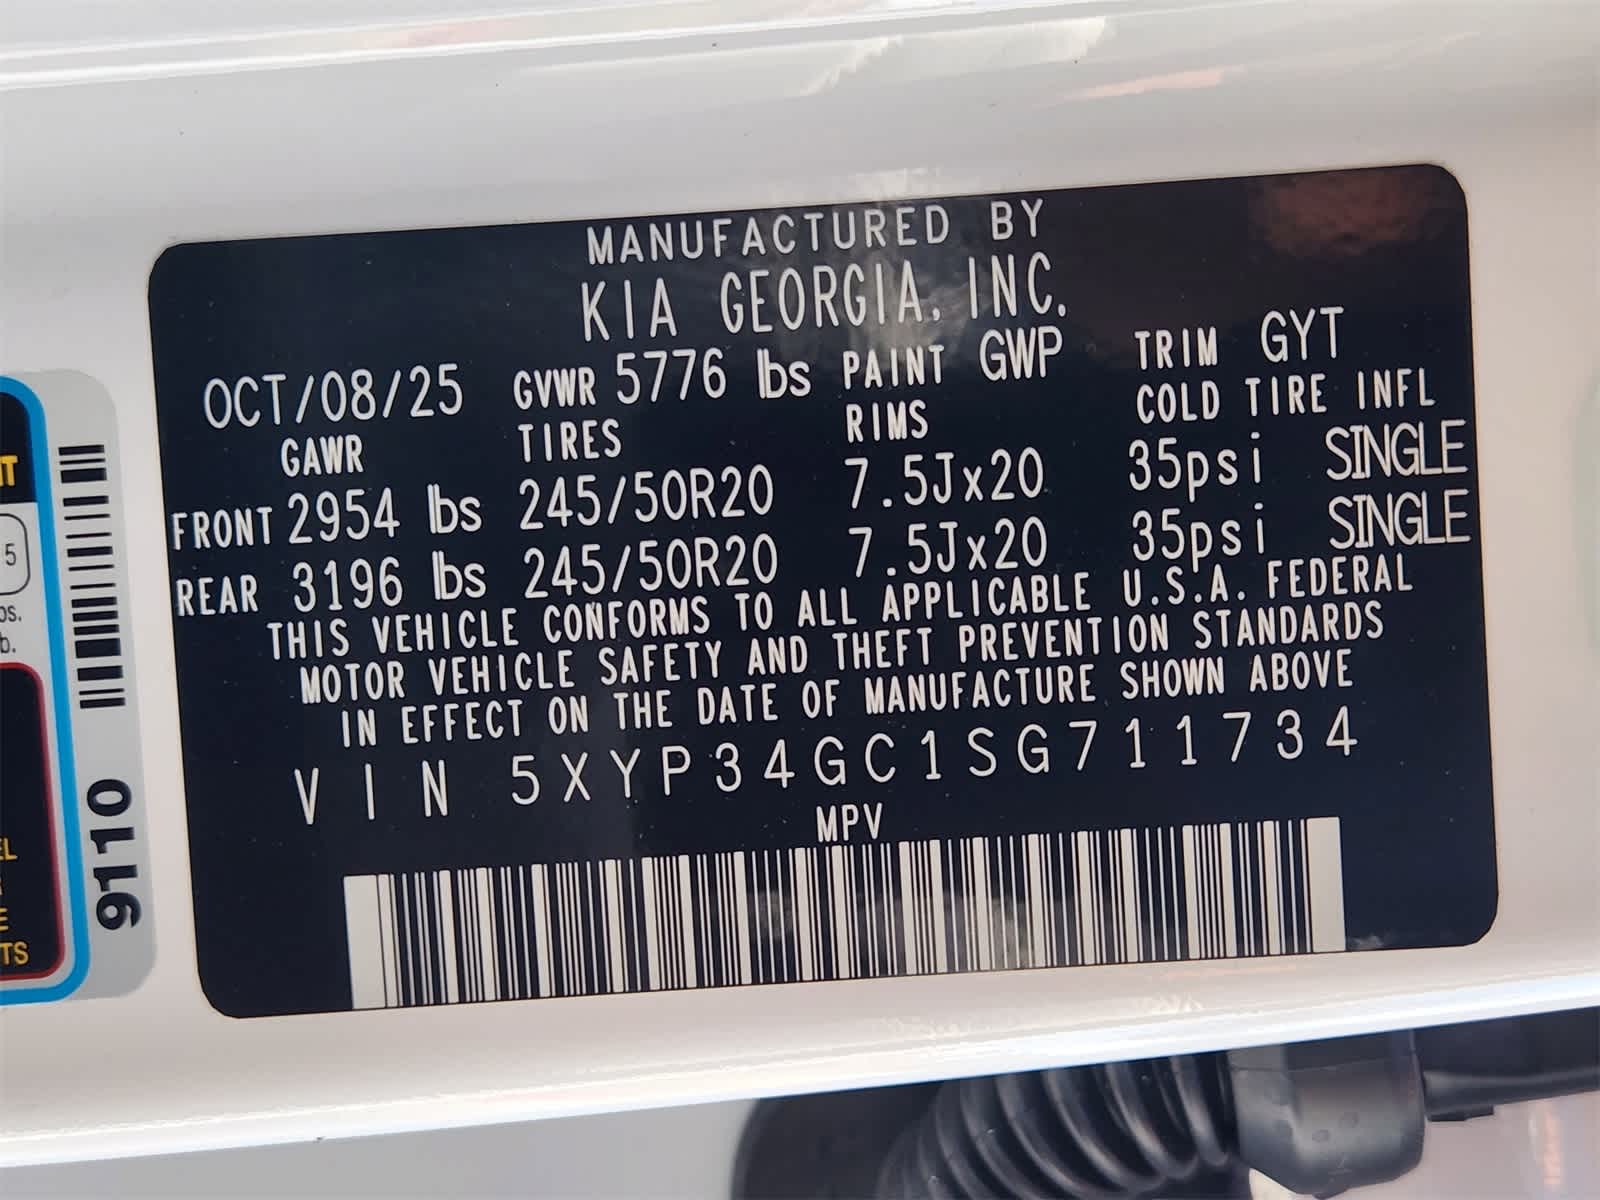 MANUFACTURED BY
KIA GEORGIA, INC.
OCT/08/25 GVWR 5776 lbs PAINT GWP TRIM GYT
GAWR TIRES RIMS COLD TIRE INFL
FRONT 2954 lbs 245/50R20 7.5Jx20 35psi SINGLE
REAR 3196 lbs 245/50R20 7.5Jx20 35psi SINGLE
THIS VEHICLE CONFORMS TO ALL APPLICABLE U.S.A. FEDERAL
MOTOR VEHICLE SAFETY AND THEFT PREVENTION STANDARDS
IN EFFECT ON THE DATE OF MANUFACTURE SHOWN ABOVE
VIN 5XYP34GC1SG711734
MPV
9110
5